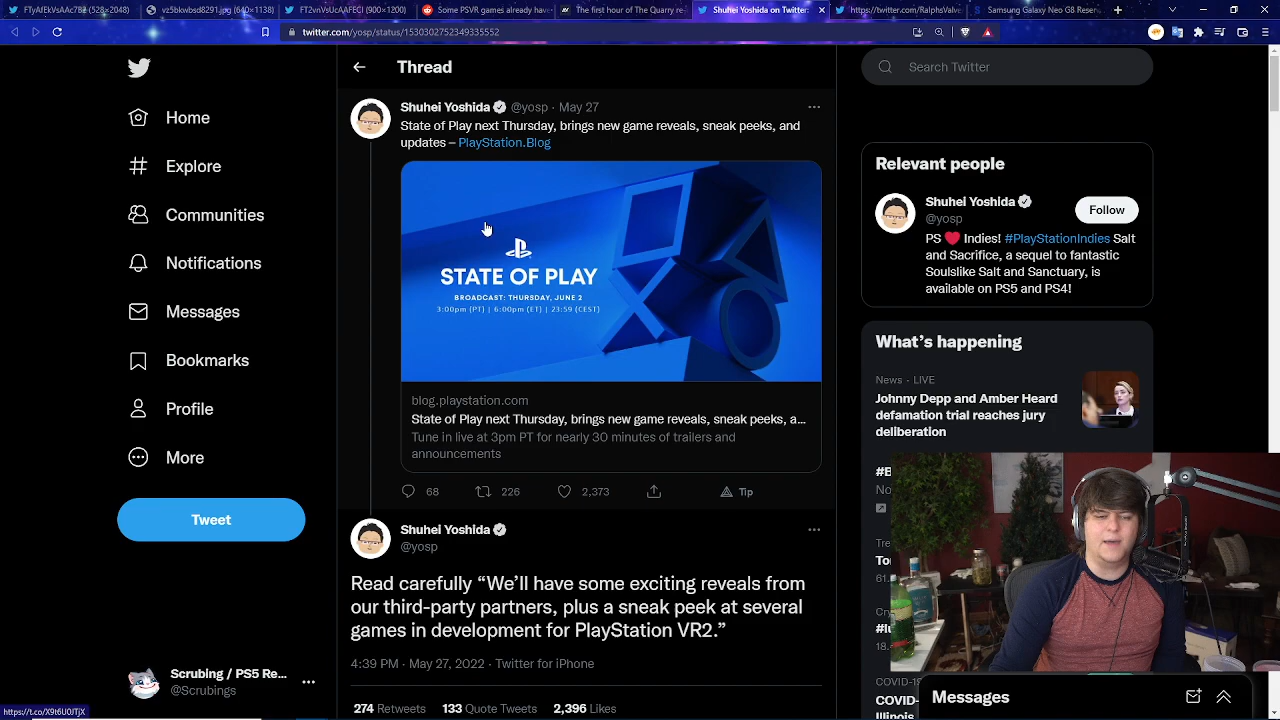 FTyAfEkVsAAc78z (528×2048)
vz5bkwbsd8291.jpg (640×1138)
FT2vnVsUcAAFECI (900×1200)
Some PSVR games already have
The first hour of The Quarry re
Shuhei Yoshida on Twitter:
https://twitter.com/RalphsValve
Samsung Galaxy Neo G8 Reser
twitter.com/yosp/status/1530302752349335552
Home
Explore
Communities
Notifications
Messages
Bookmarks
Profile
More
Tweet
Scrubing / PS5 Re...
@Scrubings
https://t.co/X9t6U0JTjX
Thread
Shuhei Yoshida @yosp · May 27
State of Play next Thursday, brings new game reveals, sneak peeks, and
updates – PlayStation.Blog
STATE OF PLAY
BROADCAST: THURSDAY, JUNE 2
3:00pm (PT) | 6:00pm (ET) | 23:59 (CEST)
blog.playstation.com
State of Play next Thursday, brings new game reveals, sneak peeks, a...
Tune in live at 3pm PT for nearly 30 minutes of trailers and
announcements
68 226 2,373 Tip
Shuhei Yoshida
@yosp
Read carefully “We’ll have some exciting reveals from
our third-party partners, plus a sneak peek at several
games in development for PlayStation VR2.”
4:39 PM · May 27, 2022 · Twitter for iPhone
274 Retweets 133 Quote Tweets 2,396 Likes
Search Twitter
Relevant people
Shuhei Yoshida
@yosp
Follow
PS ❤️ Indies! #PlayStationIndies Salt
and Sacrifice, a sequel to fantastic
Soulslike Salt and Sanctuary, is
available on PS5 and PS4!
What’s happening
News · LIVE
Johnny Depp and Amber Heard
defamation trial reaches jury
deliberation
COVID
Illinois
Messages